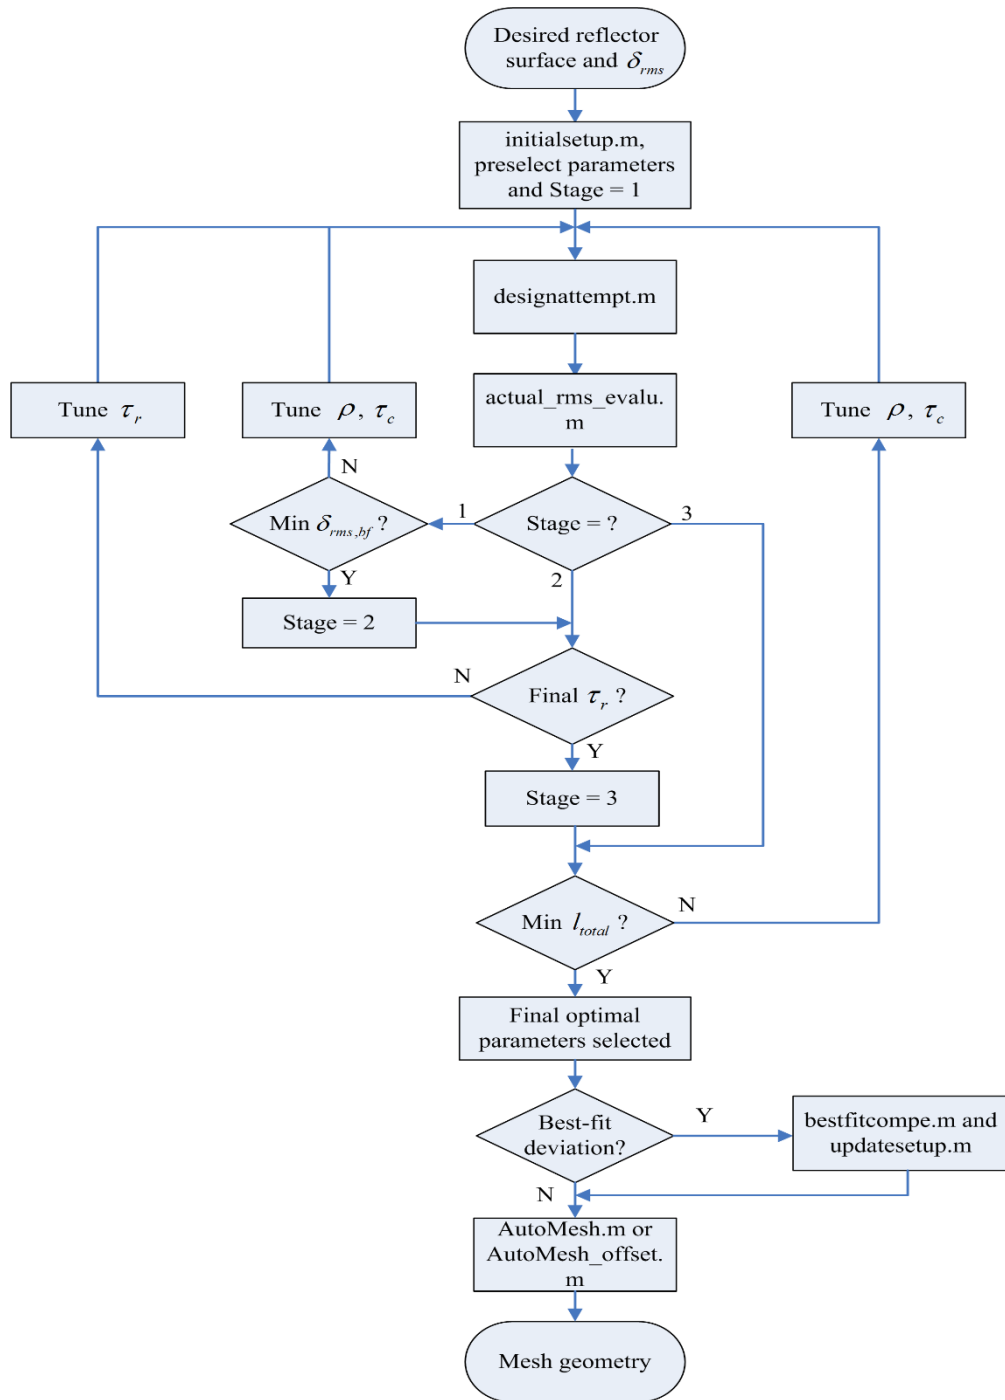 Desired reflector
surface and δrms
initialsetup.m,
preselect parameters
and Stage = 1
designattempt.m
Tune τr
Tune ρ, τc
actual_rms_evalu.
m
Tune ρ, τc
N
Min δrms,bf ?
1
Stage = ?
3
Y
2
Stage = 2
N
Final τr ?
Y
Stage = 3
Min ltotal ?
N
Y
Final optimal
parameters selected
Best-fit
deviation?
Y
bestfitcompe.m and
updatesetup.m
N
AutoMesh.m or
AutoMesh_offset.
m
Mesh geometry